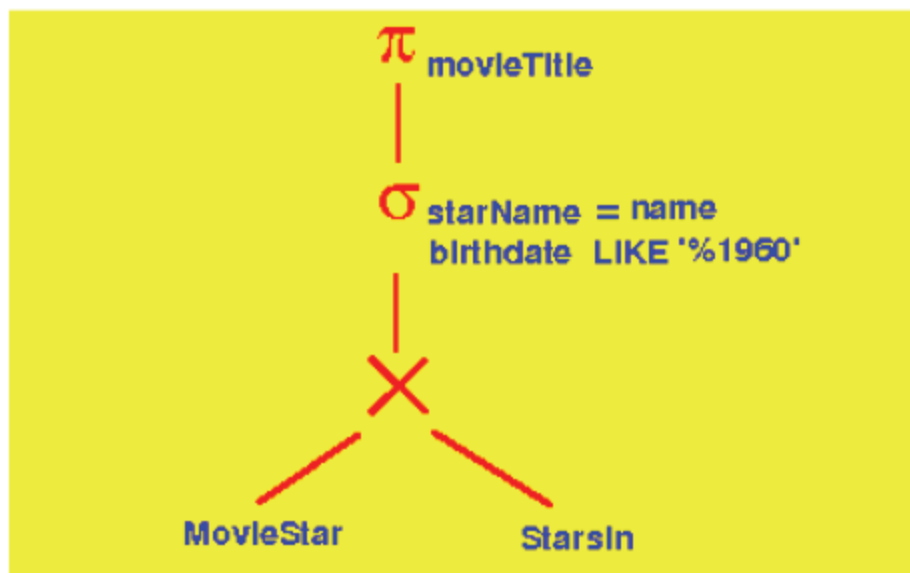 π movieTitle
σ starName = name
birthdate LIKE '%1960'
×
MovieStar StarsIn